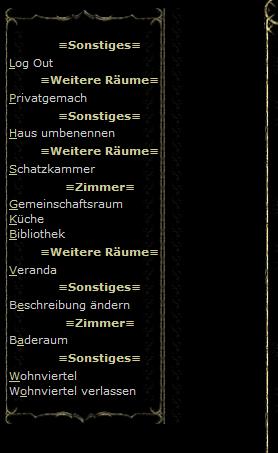 =Sonstiges=
Log Out
=Weitere Räume=
Privatgemach
=Sonstiges=
Haus umbenennen
=Weitere Räume=
Schatzkammer
=Zimmer=
Gemeinschaftsraum
Küche
Bibliothek
=Weitere Räume=
Veranda
=Sonstiges=
Beschreibung ändern
=Zimmer=
Baderaum
=Sonstiges=
Wohnviertel
Wohnviertel verlassen